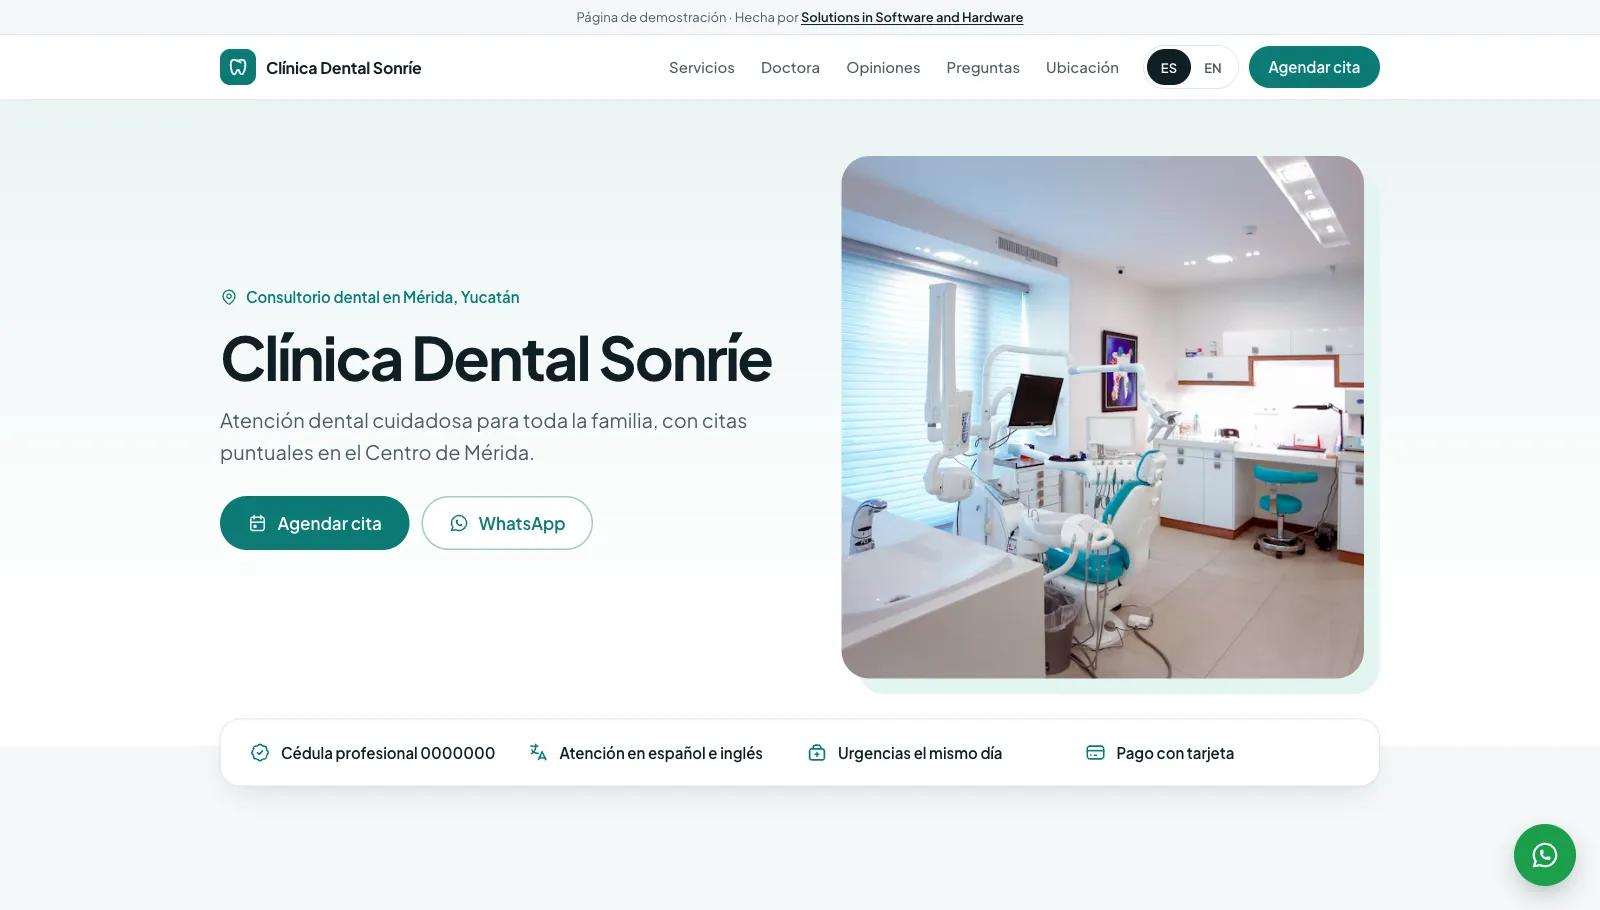 Página de demostración · Hecha por Solutions in Software and Hardware
Clínica Dental Sonríe
Servicios
Doctora
Opiniones
Preguntas
Ubicación
ES
EN
Agendar cita
Consultorio dental en Mérida, Yucatán
Clínica Dental Sonríe
Atención dental cuidadosa para toda la familia, con citas
puntuales en el Centro de Mérida.
Agendar cita
WhatsApp
Cédula profesional 0000000
Atención en español e inglés
Urgencias el mismo día
Pago con tarjeta